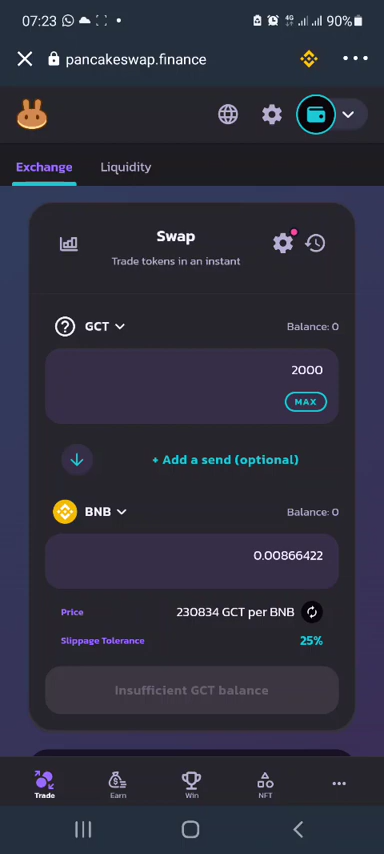 07:23
4G
90%
pancakeswap.finance
Exchange
Liquidity
Swap
Trade tokens in an instant
GCT
Balance: 0
2000
MAX
+ Add a send (optional)
BNB
Balance: 0
0.00866422
Price
230834 GCT per BNB
Slippage Tolerance
25%
Insufficient GCT balance
Trade
Earn
Win
NFT